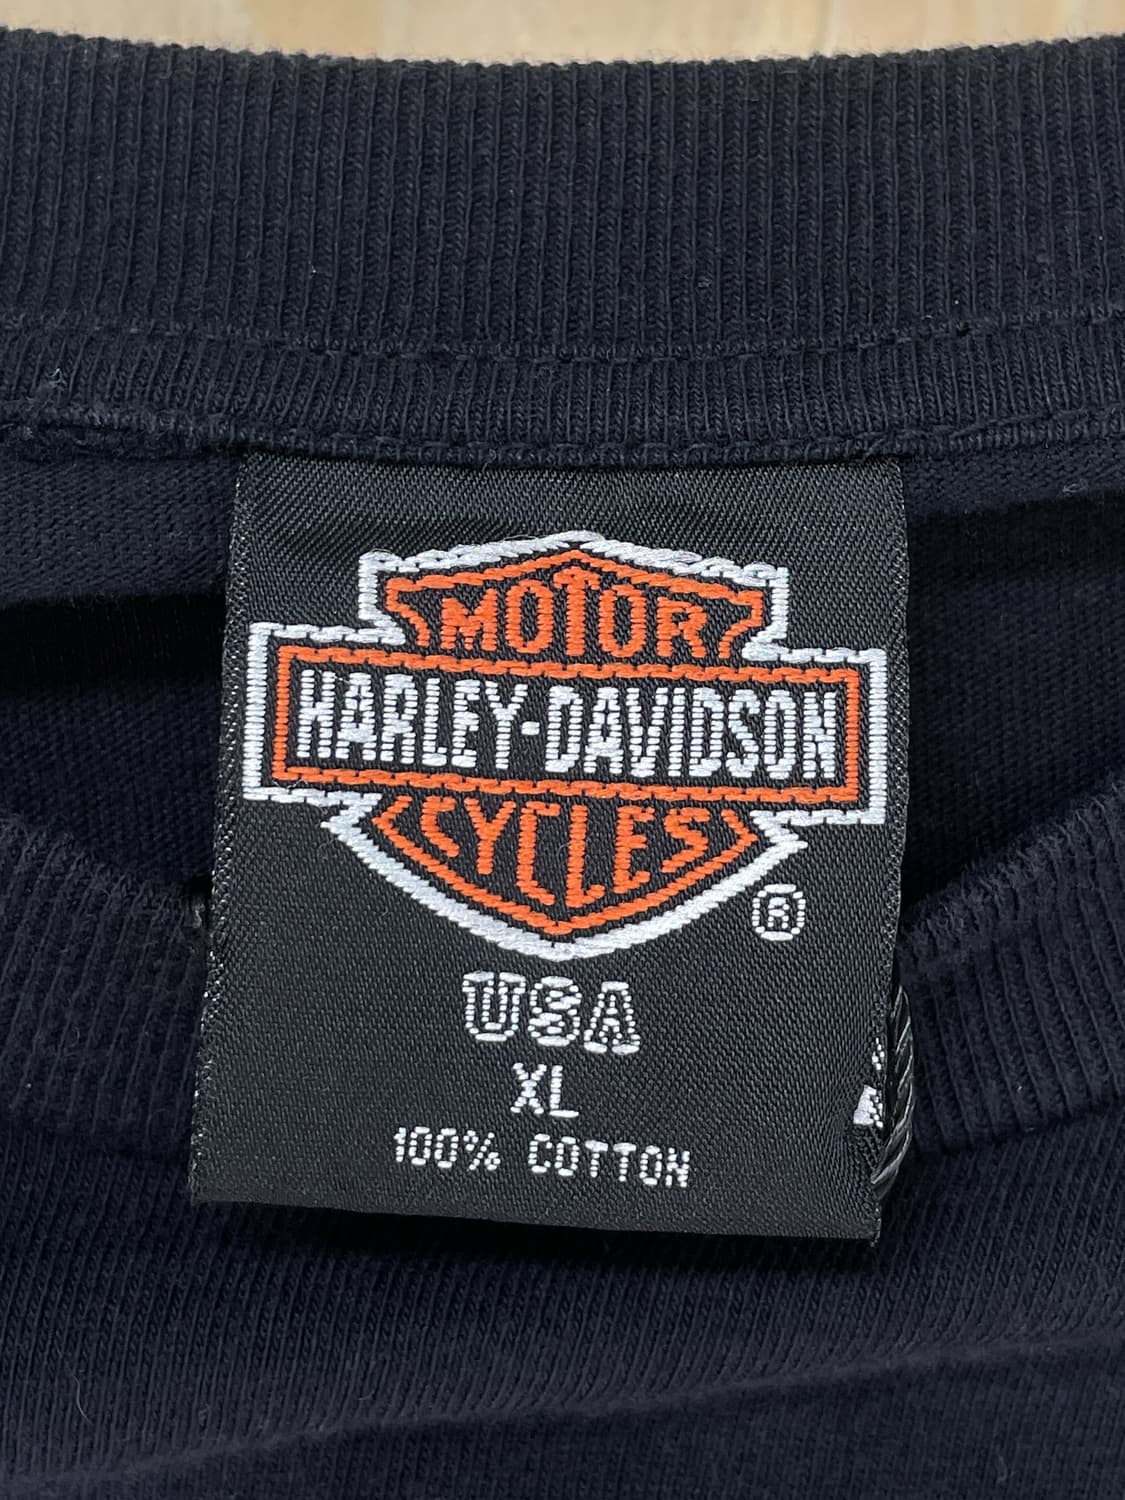 MOTOR
HARLEY-DAVIDSON
CYCLES
®
USA
XL
100% COTTON